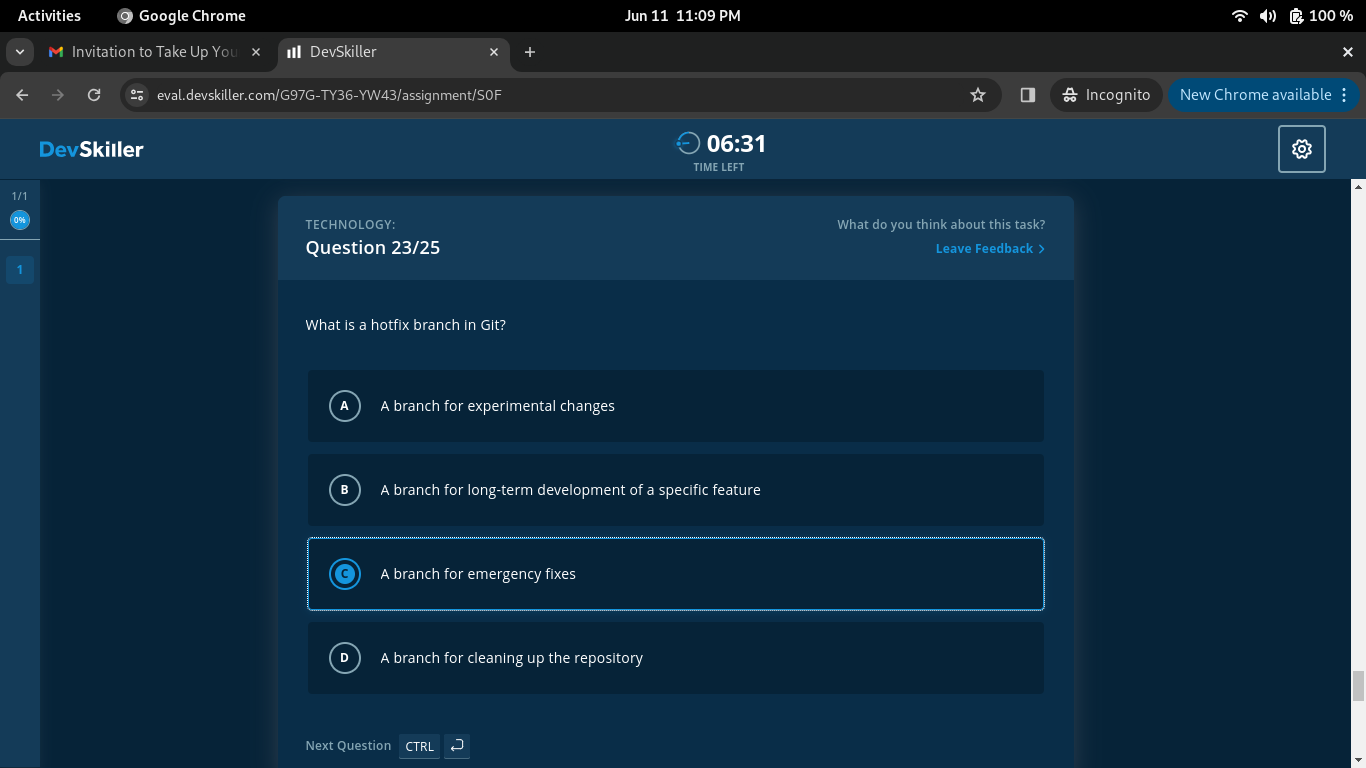 Activities Google Chrome Jun 11 11:09 PM 100 %
Invitation to Take Up You DevSkiller
eval.devskiller.com/G97G-TY36-YW43/assignment/S0F Incognito New Chrome available
DevSkiller 06:31
TIME LEFT
1/1
0%
1
TECHNOLOGY: What do you think about this task?
Question 23/25 Leave Feedback
What is a hotfix branch in Git?
A A branch for experimental changes
B A branch for long-term development of a specific feature
C A branch for emergency fixes
D A branch for cleaning up the repository
Next Question CTRL